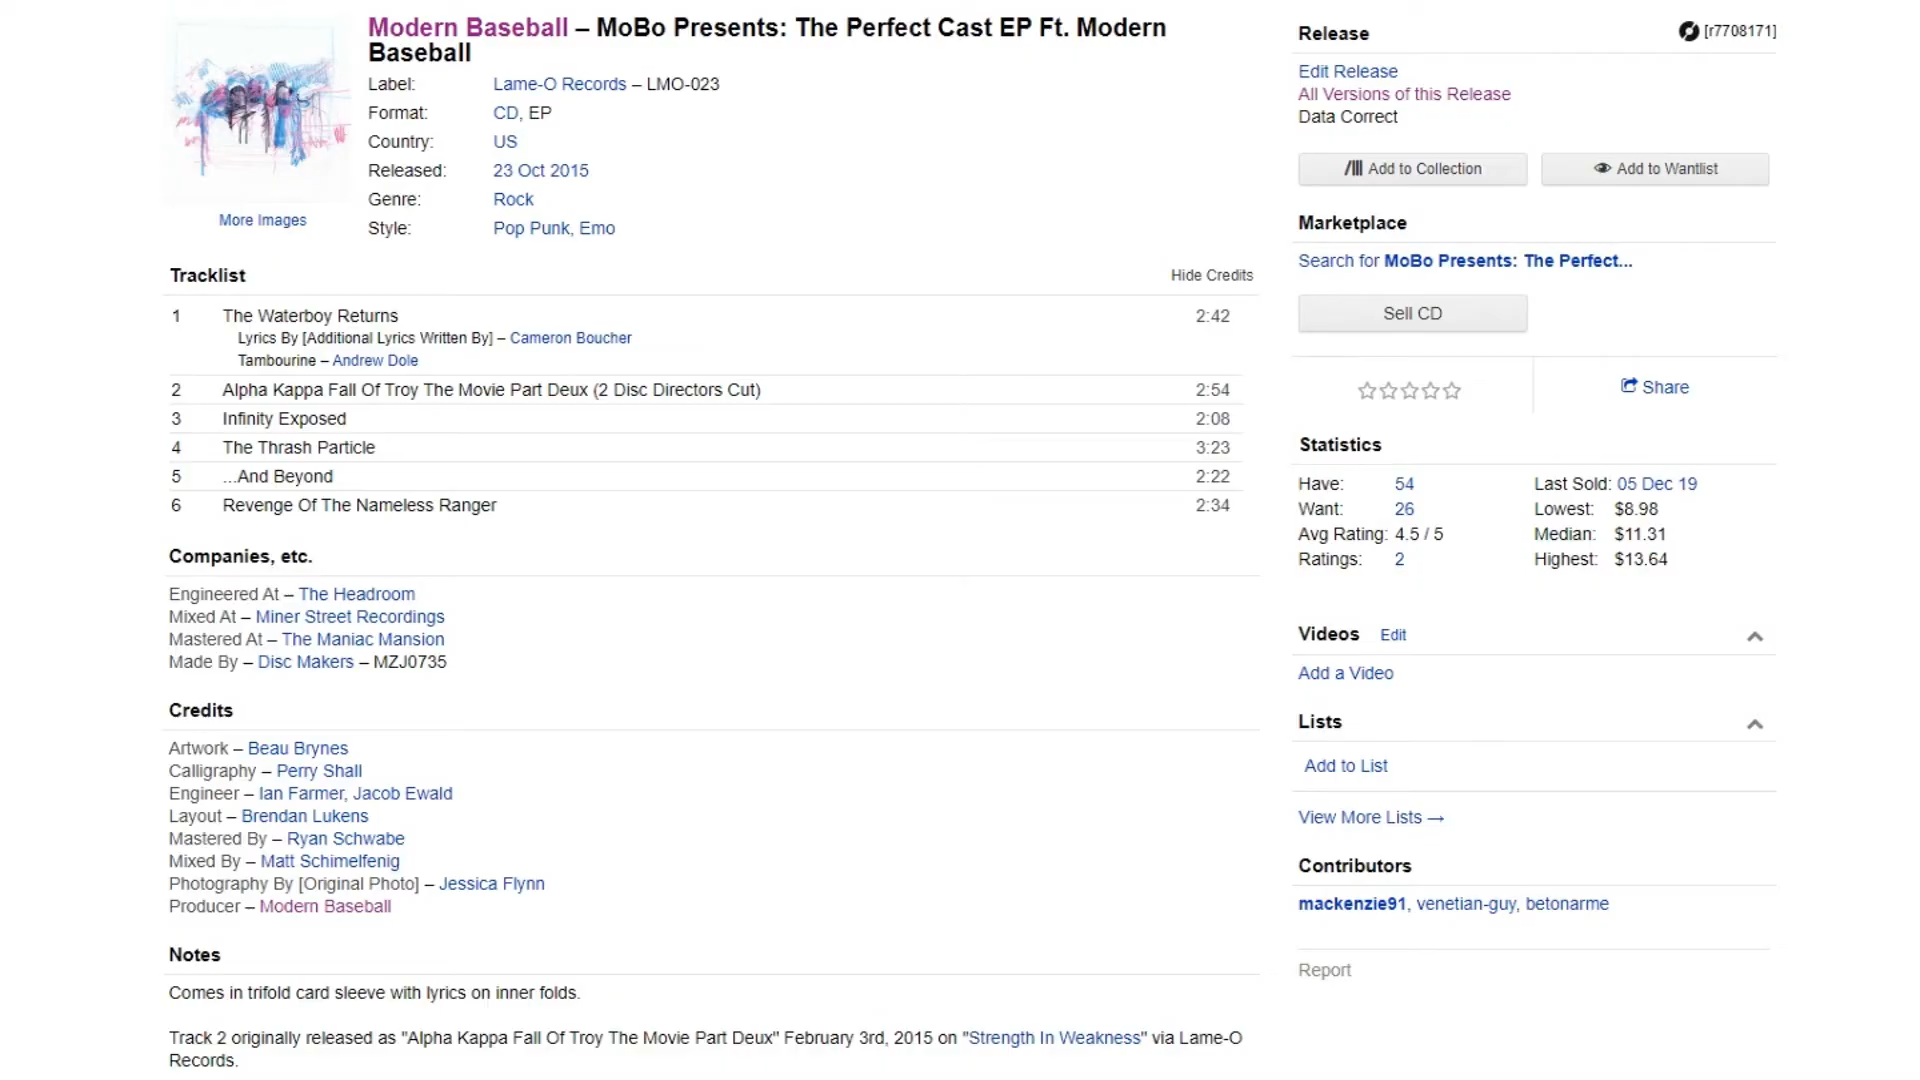 Modern Baseball – MoBo Presents: The Perfect Cast EP Ft. Modern
Baseball
Label: Lame-O Records – LMO-023
Format: CD, EP
Country: US
Released: 23 Oct 2015
Genre: Rock
Style: Pop Punk, Emo
More Images
Tracklist
Hide Credits
1 The Waterboy Returns 2:42
Lyrics By [Additional Lyrics Written By] – Cameron Boucher
Tambourine – Andrew Dole
2 Alpha Kappa Fall Of Troy The Movie Part Deux (2 Disc Directors Cut) 2:54
3 Infinity Exposed 2:08
4 The Thrash Particle 3:23
5 ...And Beyond 2:22
6 Revenge Of The Nameless Ranger 2:34
Companies, etc.
Engineered At – The Headroom
Mixed At – Miner Street Recordings
Mastered At – The Maniac Mansion
Made By – Disc Makers – MZJ0735
Credits
Artwork – Beau Brynes
Calligraphy – Perry Shall
Engineer – Ian Farmer, Jacob Ewald
Layout – Brendan Lukens
Mastered By – Ryan Schwabe
Mixed By – Matt Schimelfenig
Photography By [Original Photo] – Jessica Flynn
Producer – Modern Baseball
Notes
Comes in trifold card sleeve with lyrics on inner folds.
Track 2 originally released as "Alpha Kappa Fall Of Troy The Movie Part Deux" February 3rd, 2015 on "Strength In Weakness" via Lame-O
Records.
Release [r7708171]
Edit Release
All Versions of this Release
Data Correct
Add to Collection
Add to Wantlist
Marketplace
Search for MoBo Presents: The Perfect...
Sell CD
Share
Statistics
Have: 54 Last Sold: 05 Dec 19
Want: 26 Lowest: $8.98
Avg Rating: 4.5 / 5 Median: $11.31
Ratings: 2 Highest: $13.64
Videos Edit
Add a Video
Lists
Add to List
View More Lists →
Contributors
mackenzie91, venetian-guy, betonarme
Report